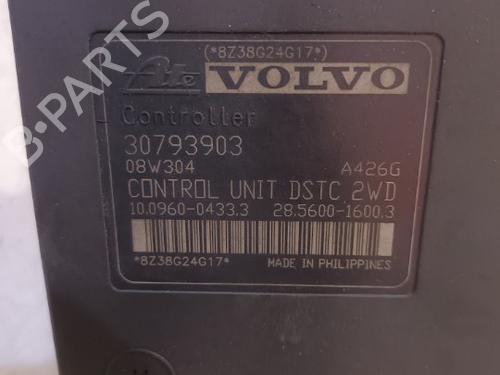 (*8Z38G24G17*)
Ate VOLVO
Controller
30793903
08W304 A426G
CONTROL UNIT DSTC 2WD
10.0960-0433.3 28.5600-1600.3
*8Z38G24G17* MADE IN PHILIPPINES
B-PARTS